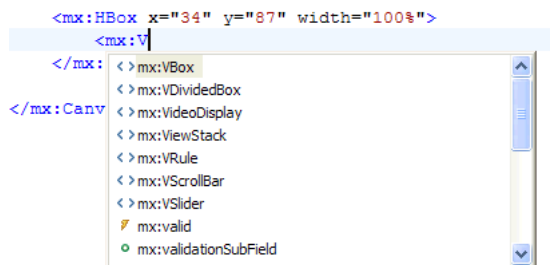 <mx:HBox x="34" y="87" width="100%">
<mx:V
</mx:
mx:VBox
mx:VDividedBox
</mx:Canv
mx:VideoDisplay
mx:ViewStack
mx:VRule
mx:VScrollBar
mx:VSlider
mx:valid
mx:validationSubField